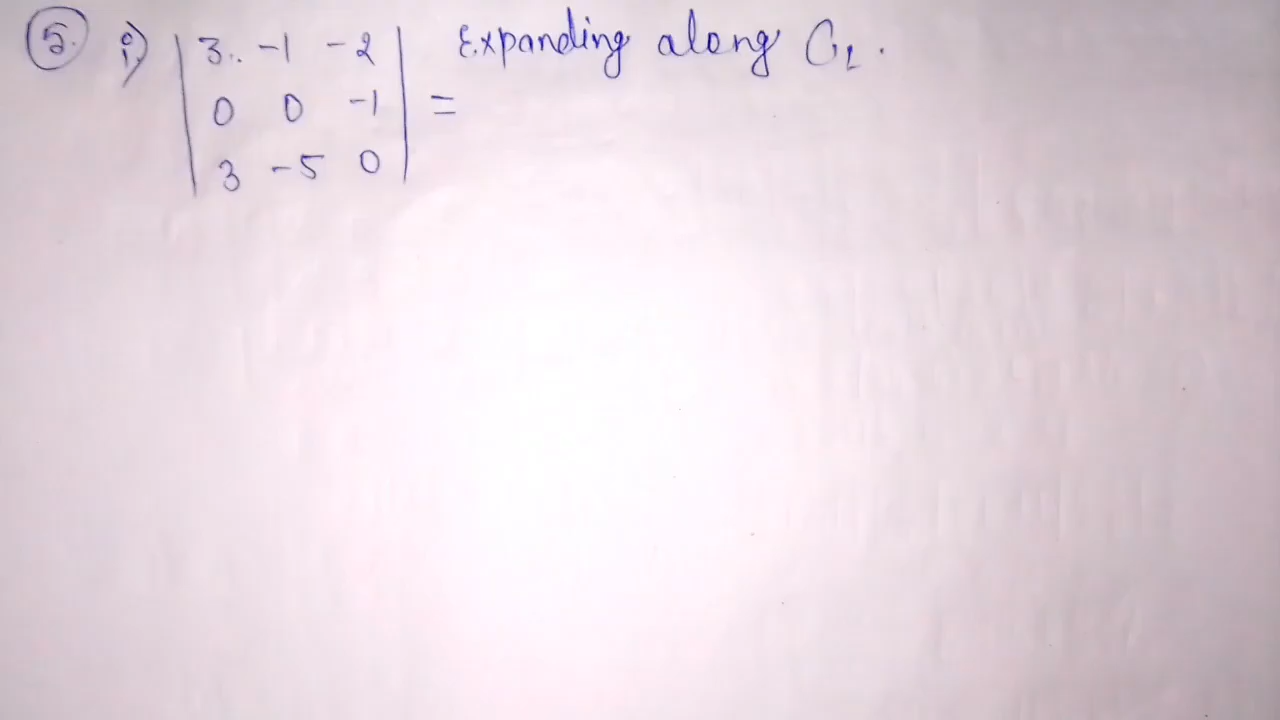 5. i) | 3 -1 -2 | Expanding along C₁.
| 0 0 -1 | =
| 3 -5 0 |